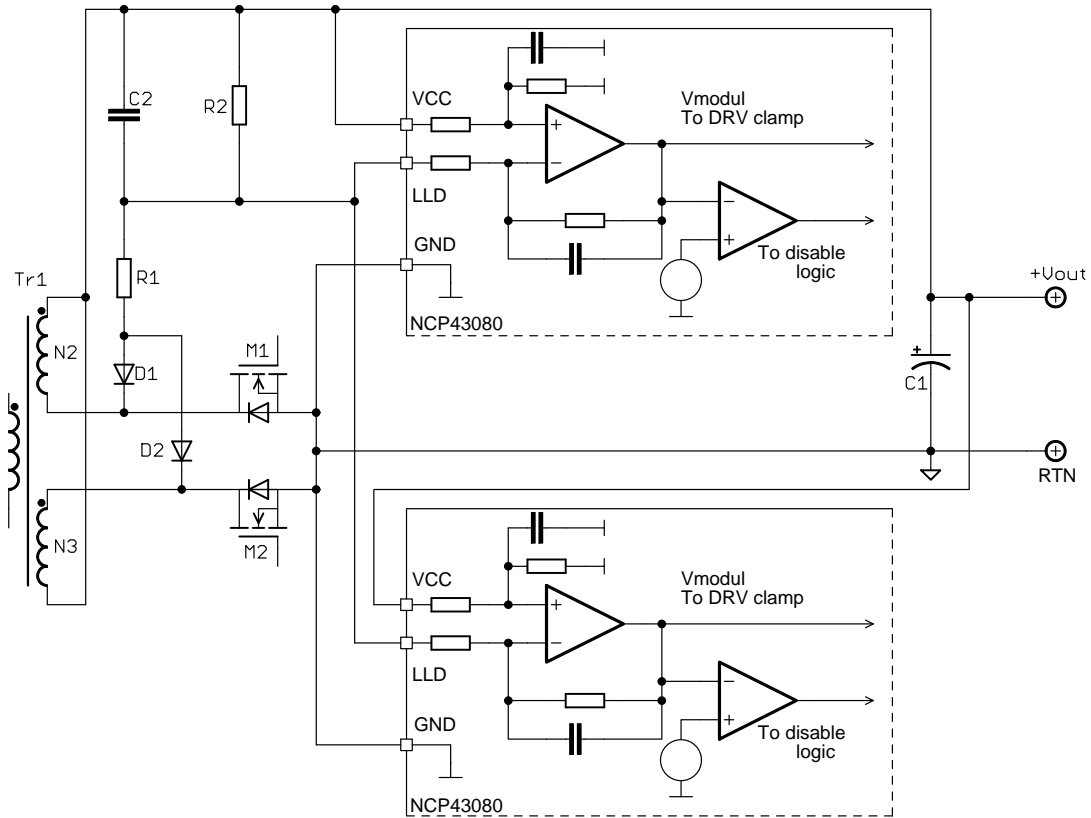 C2
R2
VCC
Vmodul
To DRV clamp
LLD
GND
To disable
logic
NCP43080
R1
Tr1
N2
D1
M1
D2
N3
M2
+Vout
C1
RTN
VCC
Vmodul
To DRV clamp
LLD
GND
To disable
logic
NCP43080